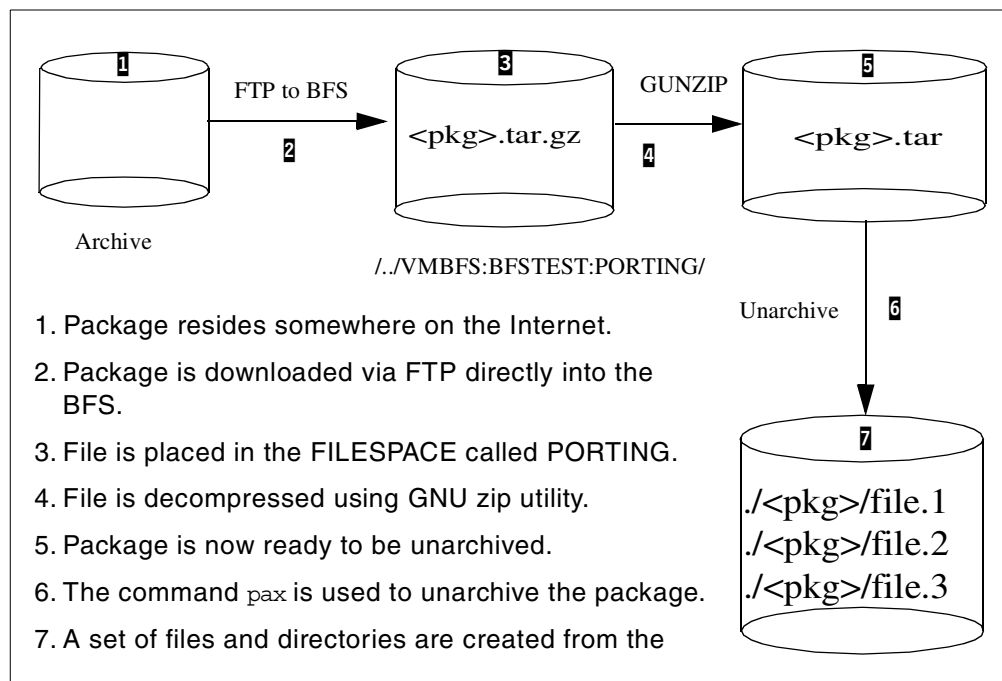 1
FTP to BFS
2
Archive
3
<pkg>.tar.gz
/../VMBFS:BFSTEST:PORTING/
GUNZIP
4
5
<pkg>.tar
Unarchive
6
7
./<pkg>/file.1
./<pkg>/file.2
./<pkg>/file.3
1. Package resides somewhere on the Internet.
2. Package is downloaded via FTP directly into the
BFS.
3. File is placed in the FILESPACE called PORTING.
4. File is decompressed using GNU zip utility.
5. Package is now ready to be unarchived.
6. The command pax is used to unarchive the package.
7. A set of files and directories are created from the